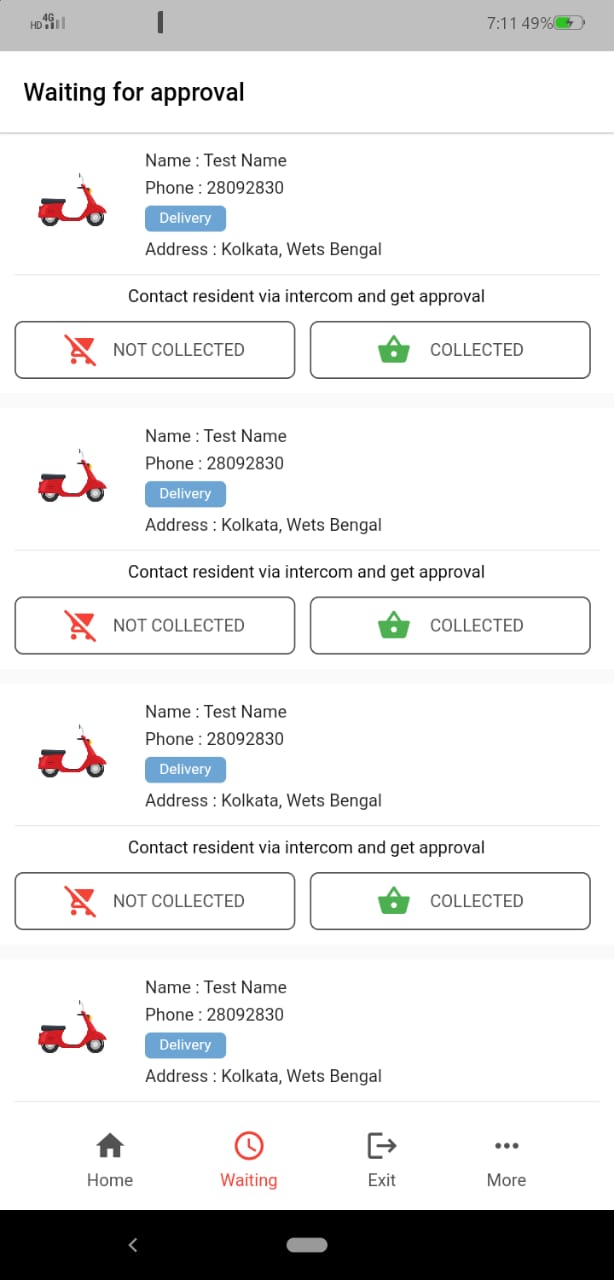 HD 4G 7:11 49%
Waiting for approval
Name : Test Name
Phone : 28092830
Delivery
Address : Kolkata, Wets Bengal
Contact resident via intercom and get approval
NOT COLLECTED COLLECTED
Name : Test Name
Phone : 28092830
Delivery
Address : Kolkata, Wets Bengal
Contact resident via intercom and get approval
NOT COLLECTED COLLECTED
Name : Test Name
Phone : 28092830
Delivery
Address : Kolkata, Wets Bengal
Contact resident via intercom and get approval
NOT COLLECTED COLLECTED
Name : Test Name
Phone : 28092830
Delivery
Address : Kolkata, Wets Bengal
Home Waiting Exit More